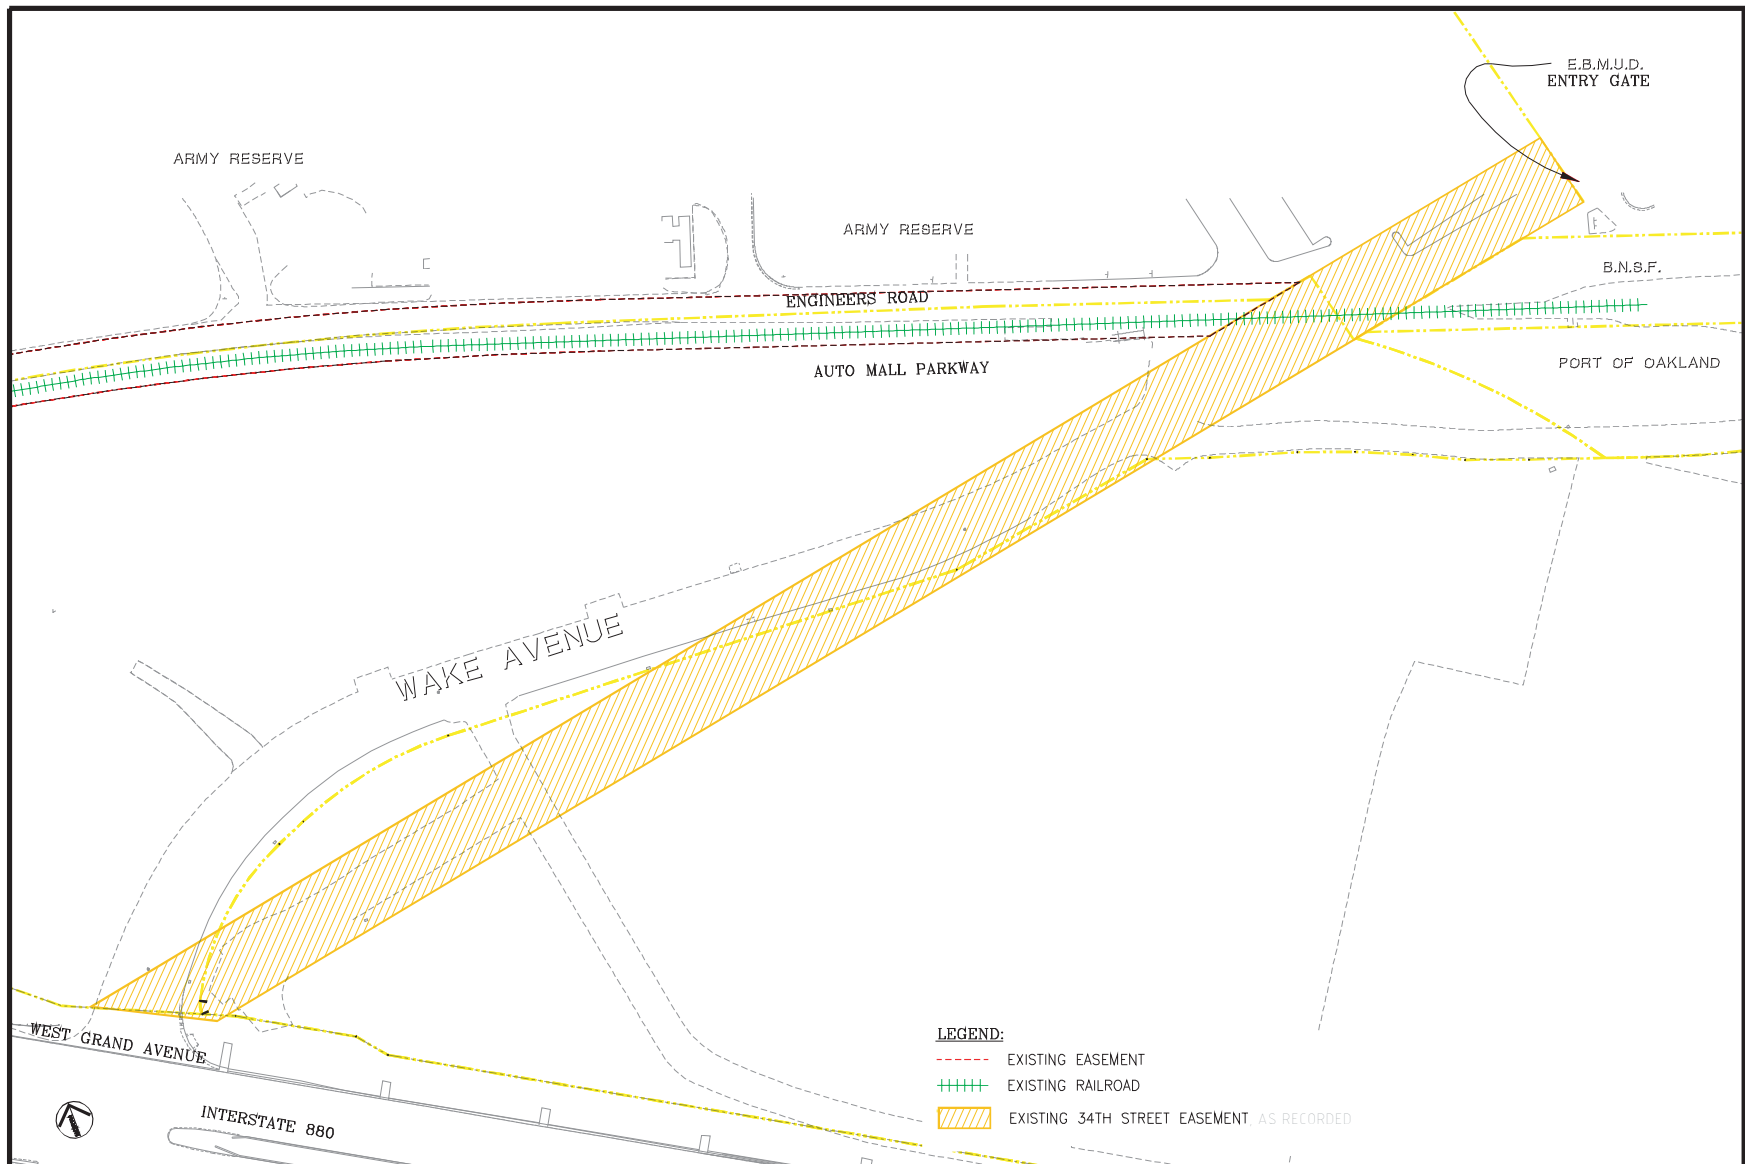 E.B.M.U.D.
ENTRY GATE
ARMY RESERVE
ARMY RESERVE
B.N.S.F.
ENGINEERS ROAD
PORT OF OAKLAND
AUTO MALL PARKWAY
WAKE AVENUE
WEST GRAND AVENUE
INTERSTATE 880
LEGEND:
EXISTING EASEMENT
EXISTING RAILROAD
EXISTING 34TH STREET EASEMENT, AS RECORDED